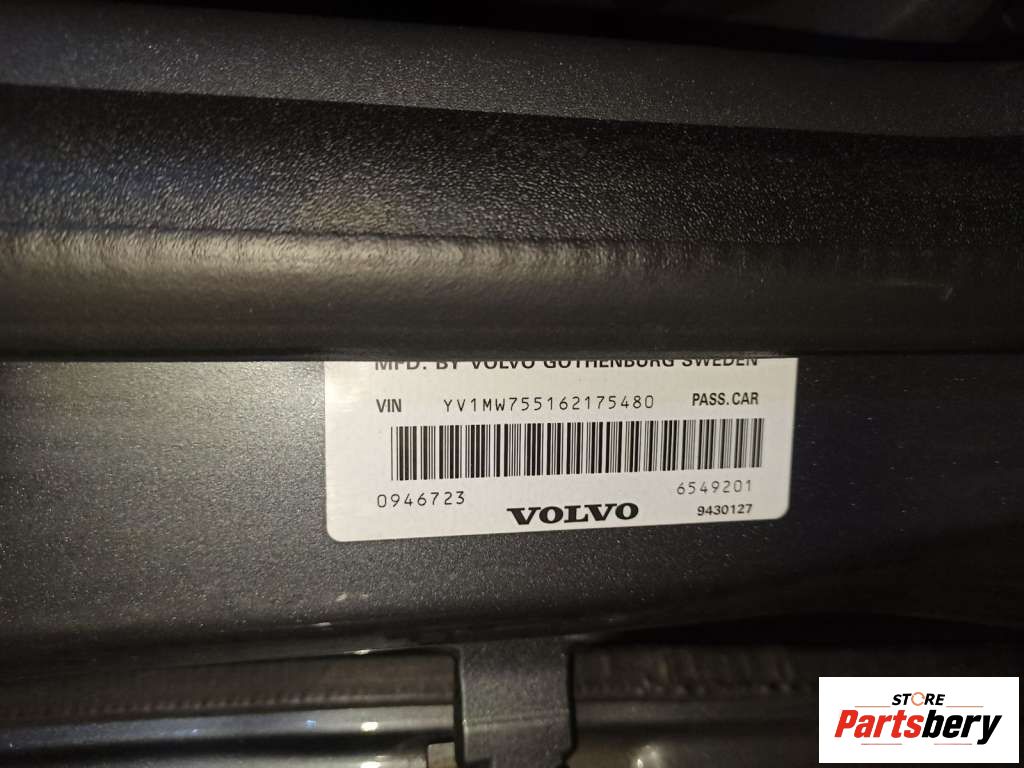 MFD. BY VOLVO GOTHENBURG SWEDEN
VIN YV1MW755162175480 PASS.CAR
0946723 6549201
VOLVO 9430127
STORE
Partsbery